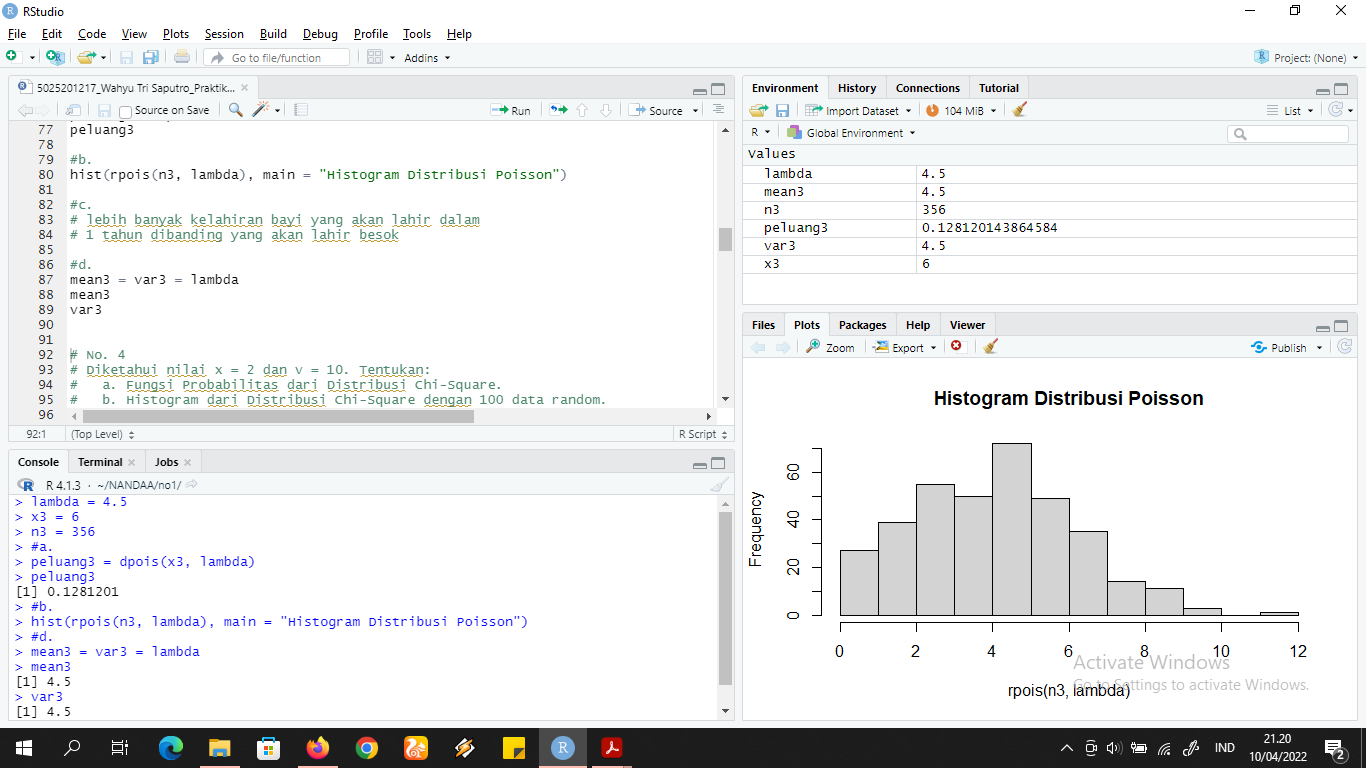 RStudio
File Edit Code View Plots Session Build Debug Profile Tools Help
Go to file/function Addins Project: (None)
5025201217_Wahyu Tri Saputro_Praktik...
Source on Save Run Source
77 peluang3
78
79 #b.
80 hist(rpois(n3, lambda), main = "Histogram Distribusi Poisson")
81
82 #c.
83 # lebih banyak kelahiran bayi yang akan lahir dalam
84 # 1 tahun dibanding yang akan lahir besok
85
86 #d.
87 mean3 = var3 = lambda
88 mean3
89 var3
90
91
92 # No. 4
93 # Diketahui nilai x = 2 dan v = 10. Tentukan:
94 #   a. Fungsi Probabilitas dari Distribusi Chi-Square.
95 #   b. Histogram dari Distribusi Chi-Square dengan 100 data random.
96
92:1 (Top Level) R Script
Console Terminal Jobs
R 4.1.3 · ~/NANDAA/no1/
> lambda = 4.5
> x3 = 6
> n3 = 356
> #a.
> peluang3 = dpois(x3, lambda)
> peluang3
[1] 0.1281201
> #b.
> hist(rpois(n3, lambda), main = "Histogram Distribusi Poisson")
> #d.
> mean3 = var3 = lambda
> mean3
[1] 4.5
> var3
[1] 4.5
Environment History Connections Tutorial
Import Dataset 104 MiB List
R Global Environment
Values
lambda 4.5
mean3 4.5
n3 356
peluang3 0.128120143864584
var3 4.5
x3 6
Files Plots Packages Help Viewer
Zoom Export Publish
Histogram Distribusi Poisson
Frequency
60
40
20
0
0 2 4 6 8 10 12
rpois(n3, lambda)
Activate Windows
Go to Settings to activate Windows.
IND
21.20
10/04/2022
2